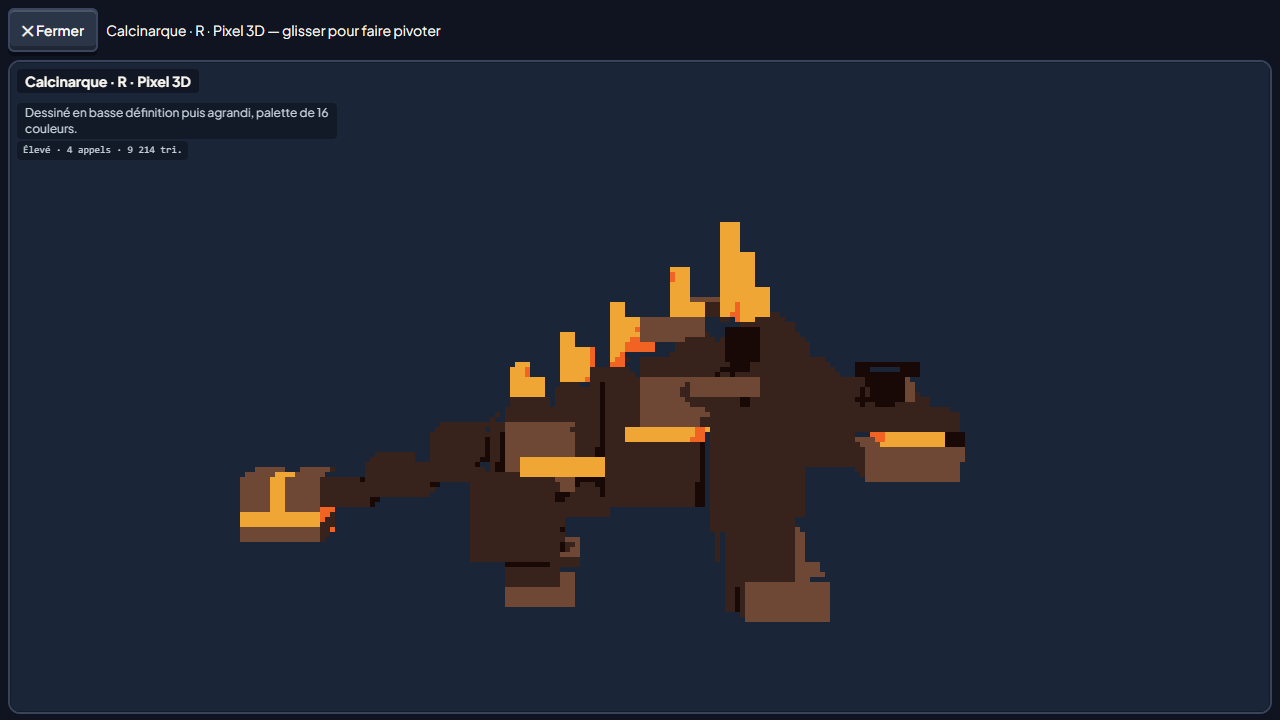 ✕ Fermer
Calcinarque · R · Pixel 3D — glisser pour faire pivoter
Calcinarque · R · Pixel 3D
Dessiné en basse définition puis agrandi, palette de 16
couleurs.
Élevé · 4 appels · 9 214 tri.